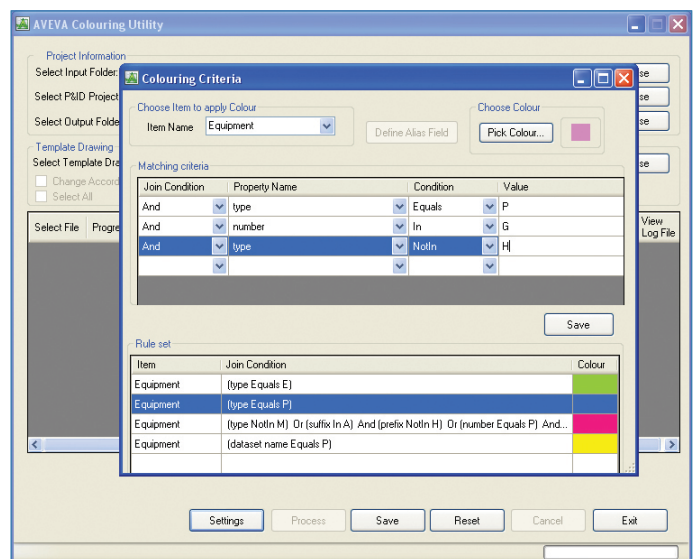 AVEVA Colouring Utility
Project Information
Select Input Folder:
Select P&ID Project
Select Output Folde
Template Drawing
Select Template Dra
Change Accord
Select All
Select File Progre
View
Log File
se
se
se
se
Colouring Criteria
Choose Item to apply Colour
Item Name Equipment
Define Alias Field
Choose Colour
Pick Colour...
Matching criteria
Join Condition Property Name Condition Value
And type Equals P
And number In G
And type NotIn H
Save
Rule set
Item Join Condition Colour
Equipment (type Equals E)
Equipment (type Equals P)
Equipment (type NotIn M) Or (suffix In A) And (prefix NotIn H) Or (number Equals P) And...
Equipment (dataset name Equals P)
Settings Process Save Reset Cancel Exit